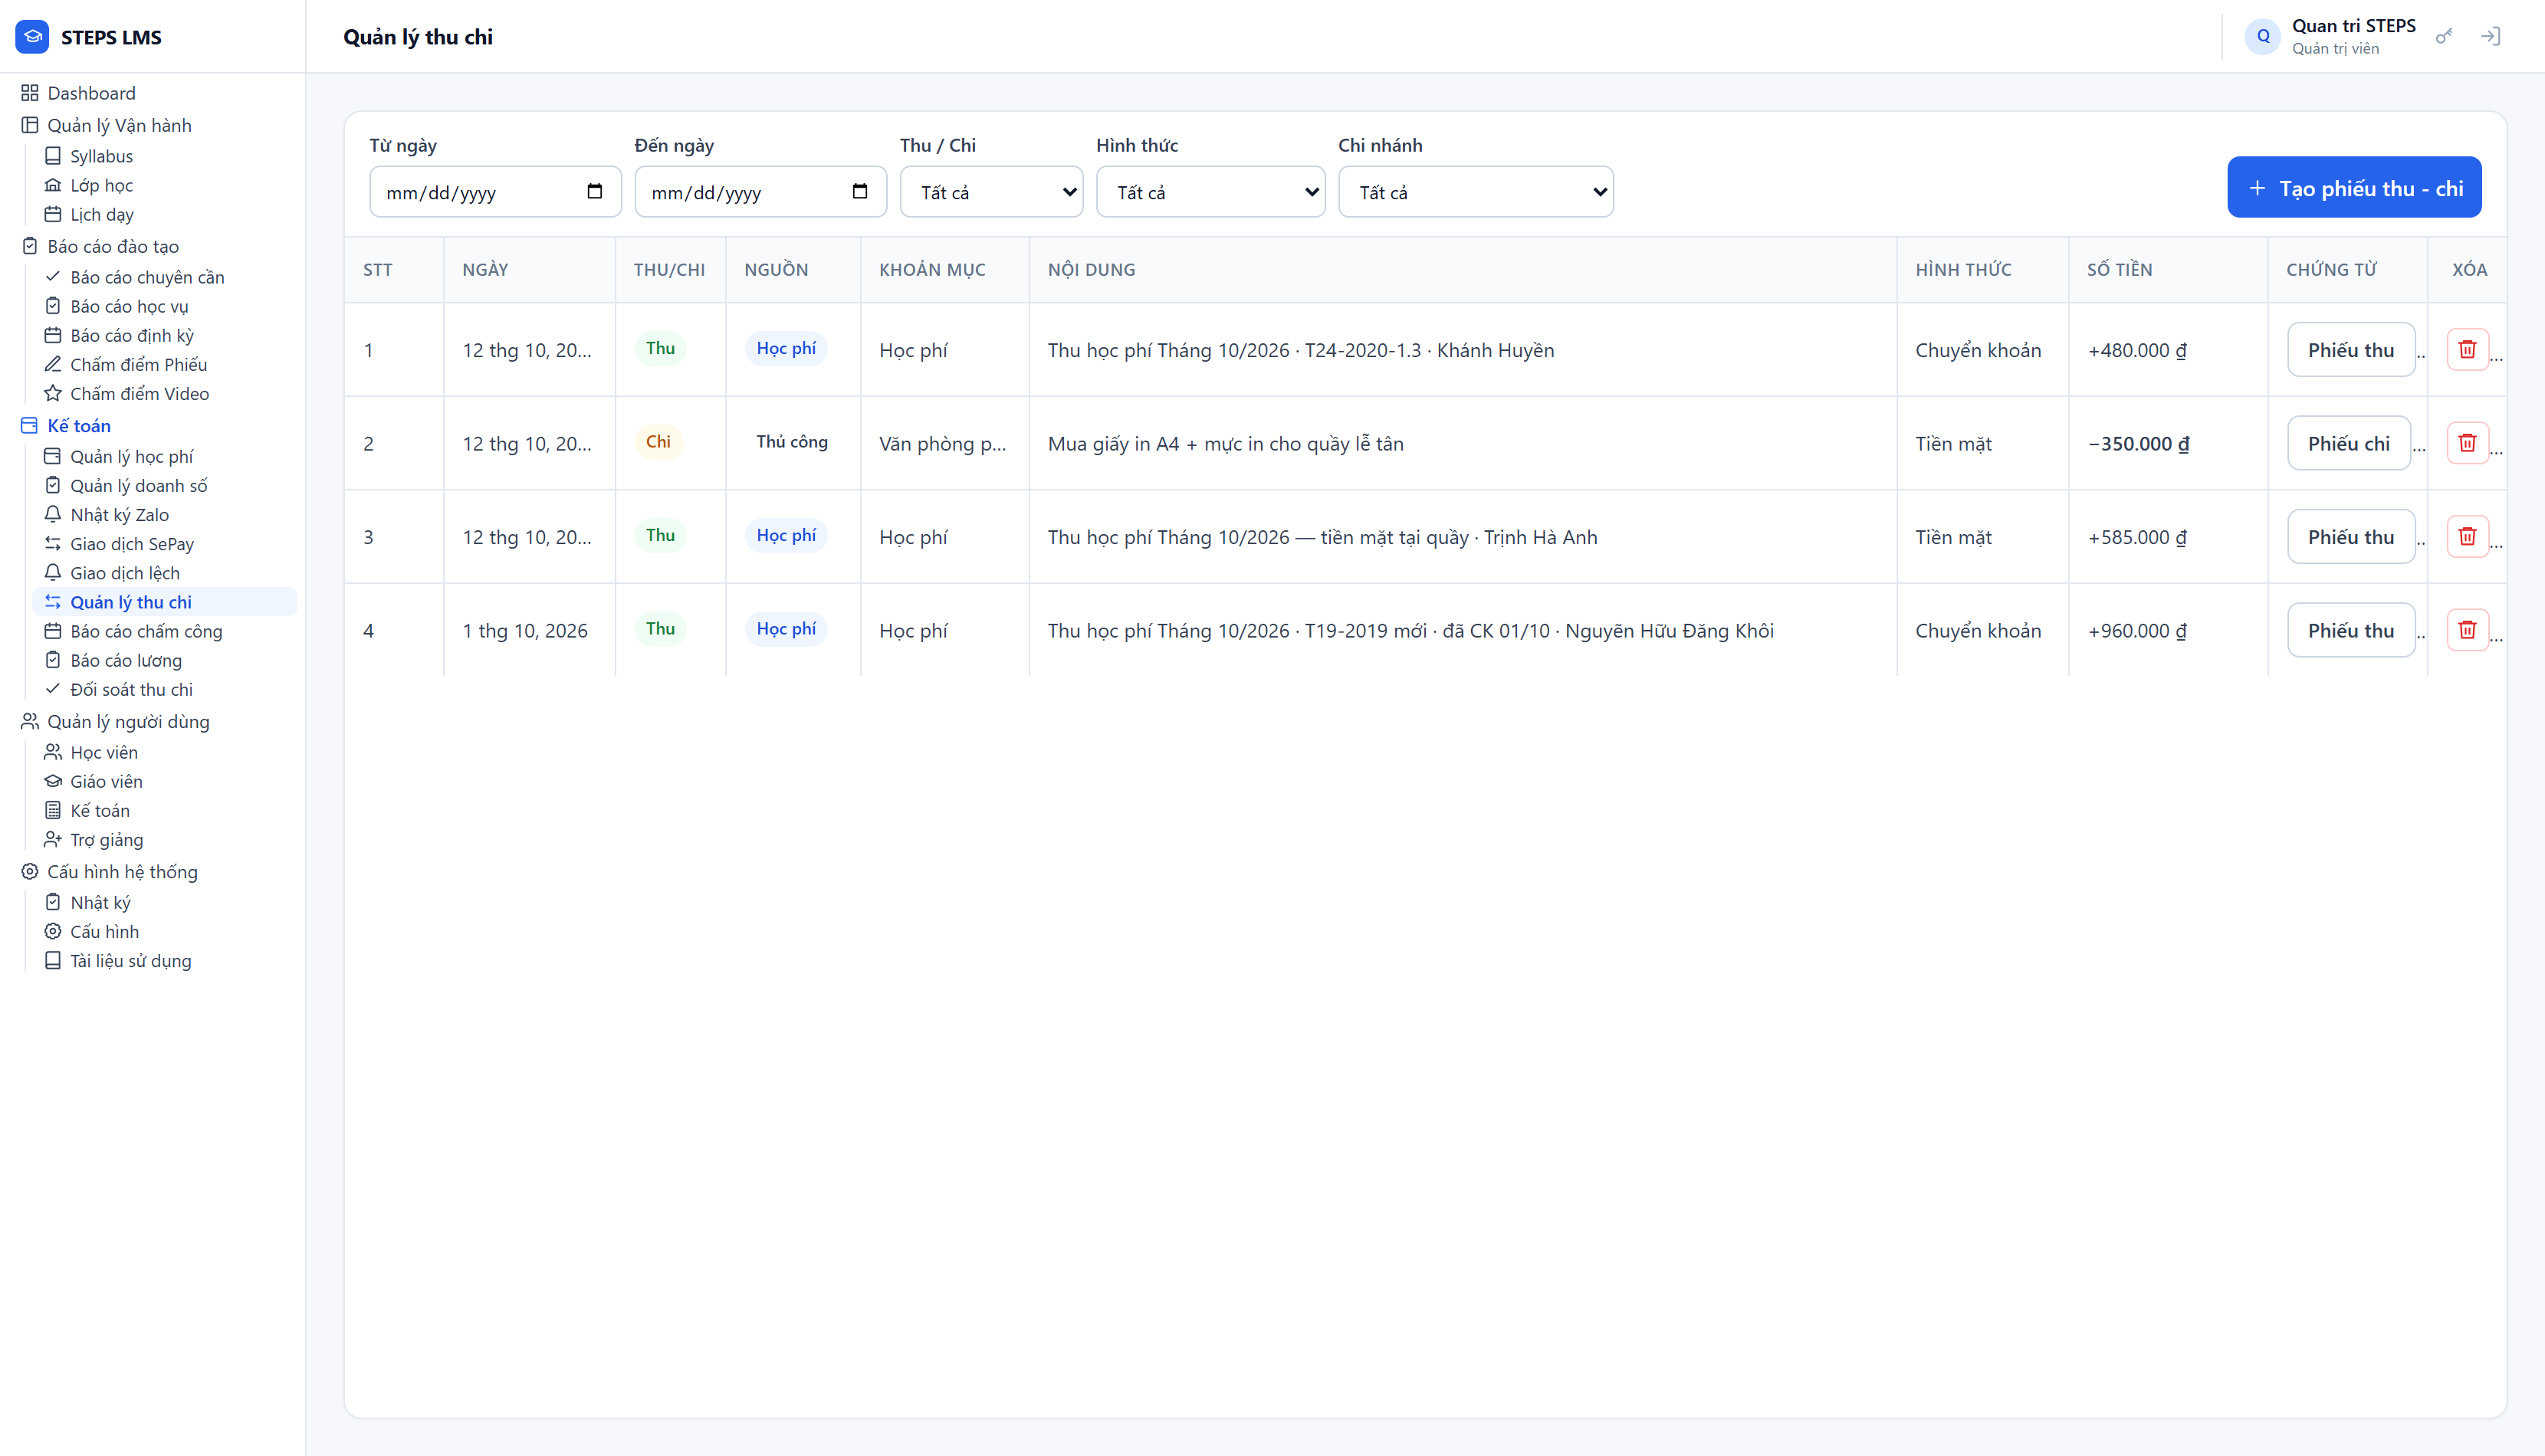 STEPS LMS
Quản lý thu chi
Q
Quan tri STEPS
Quản trị viên
Dashboard
Quản lý Vận hành
Syllabus
Lớp học
Lịch dạy
Báo cáo đào tạo
Báo cáo chuyên cần
Báo cáo học vụ
Báo cáo định kỳ
Chấm điểm Phiếu
Chấm điểm Video
Kế toán
Quản lý học phí
Quản lý doanh số
Nhật ký Zalo
Giao dịch SePay
Giao dịch lệch
Quản lý thu chi
Báo cáo chấm công
Báo cáo lương
Đối soát thu chi
Quản lý người dùng
Học viên
Giáo viên
Kế toán
Trợ giảng
Cấu hình hệ thống
Nhật ký
Cấu hình
Tài liệu sử dụng
Từ ngày Đến ngày Thu / Chi Hình thức Chi nhánh
mm/dd/yyyy mm/dd/yyyy Tất cả Tất cả Tất cả
+ Tạo phiếu thu - chi
STT NGÀY THU/CHI NGUỒN KHOẢN MỤC NỘI DUNG HÌNH THỨC SỐ TIỀN CHỨNG TỪ XÓA
1 12 thg 10, 20... Thu Học phí Học phí Thu học phí Tháng 10/2026 · T24-2020-1.3 · Khánh Huyền Chuyển khoản +480.000 ₫ Phiếu thu .. ...
2 12 thg 10, 20... Chi Thủ công Văn phòng p... Mua giấy in A4 + mực in cho quầy lễ tân Tiền mặt −350.000 ₫ Phiếu chi ... ...
3 12 thg 10, 20... Thu Học phí Học phí Thu học phí Tháng 10/2026 — tiền mặt tại quầy · Trịnh Hà Anh Tiền mặt +585.000 ₫ Phiếu thu .. ...
4 1 thg 10, 2026 Thu Học phí Học phí Thu học phí Tháng 10/2026 · T19-2019 mới · đã CK 01/10 · Nguyễn Hữu Đăng Khôi Chuyển khoản +960.000 ₫ Phiếu thu .. ...